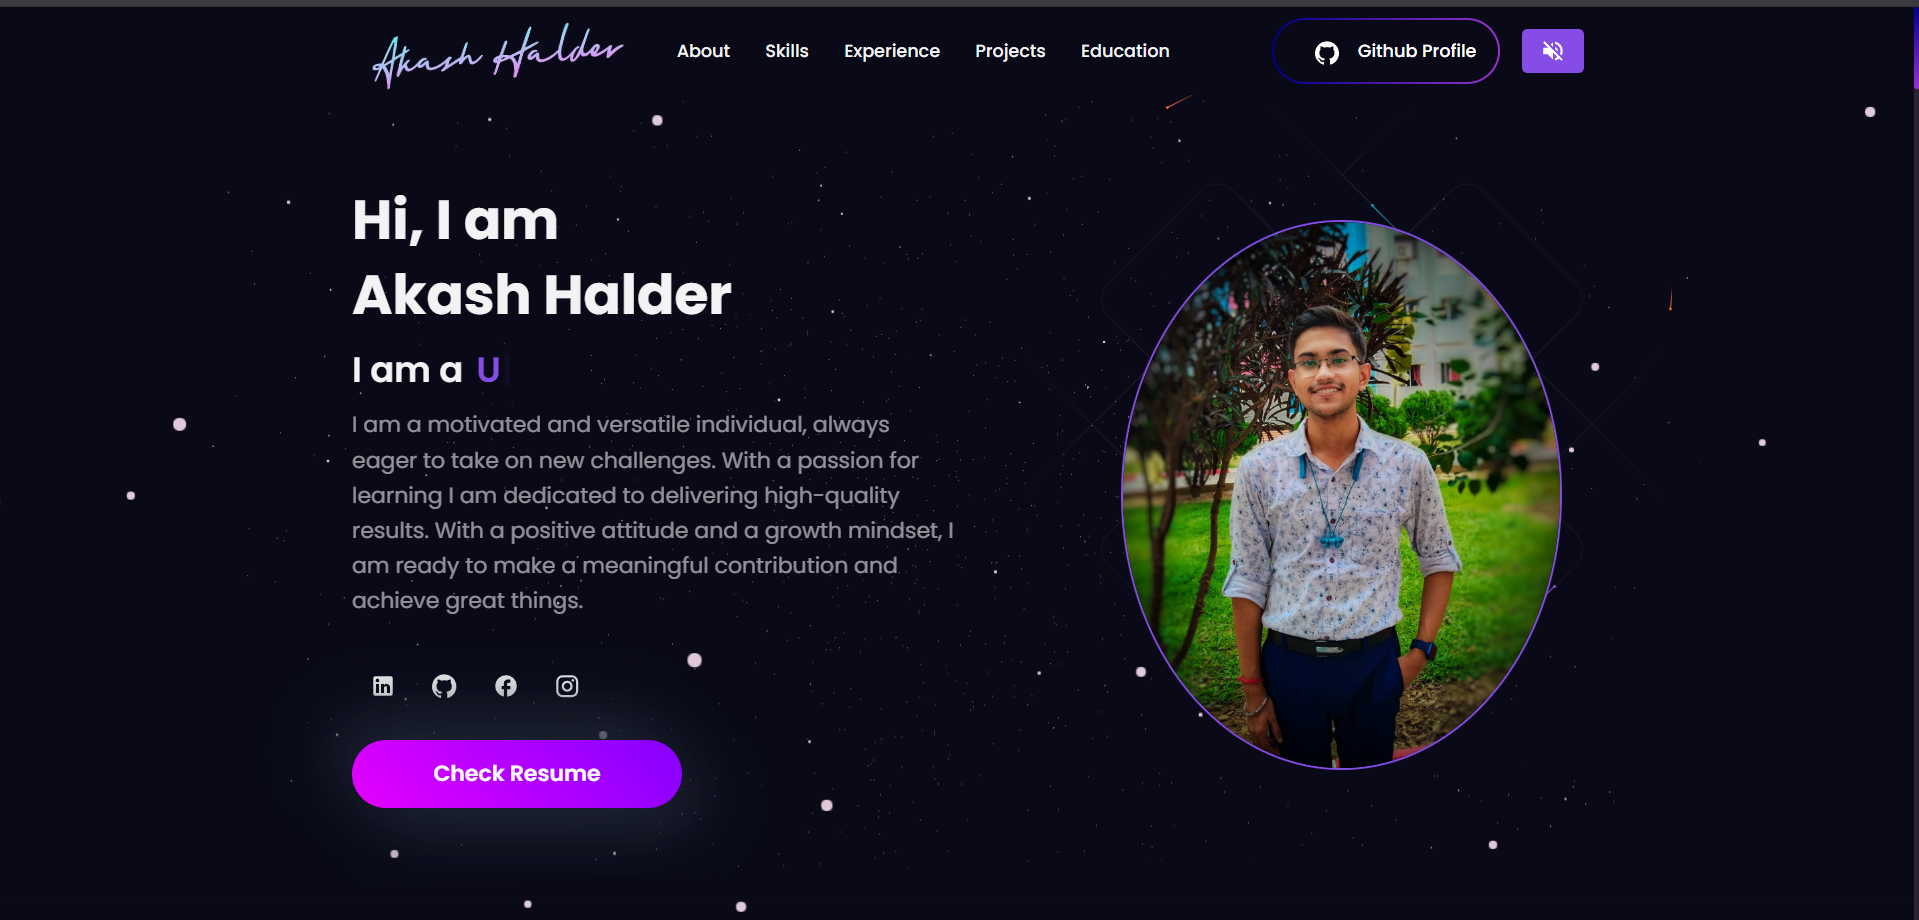 Akash Halder
About Skills Experience Projects Education
Github Profile
Hi, I am
Akash Halder
I am a U
I am a motivated and versatile individual, always
eager to take on new challenges. With a passion for
learning I am dedicated to delivering high-quality
results. With a positive attitude and a growth mindset, I
am ready to make a meaningful contribution and
achieve great things.
Check Resume